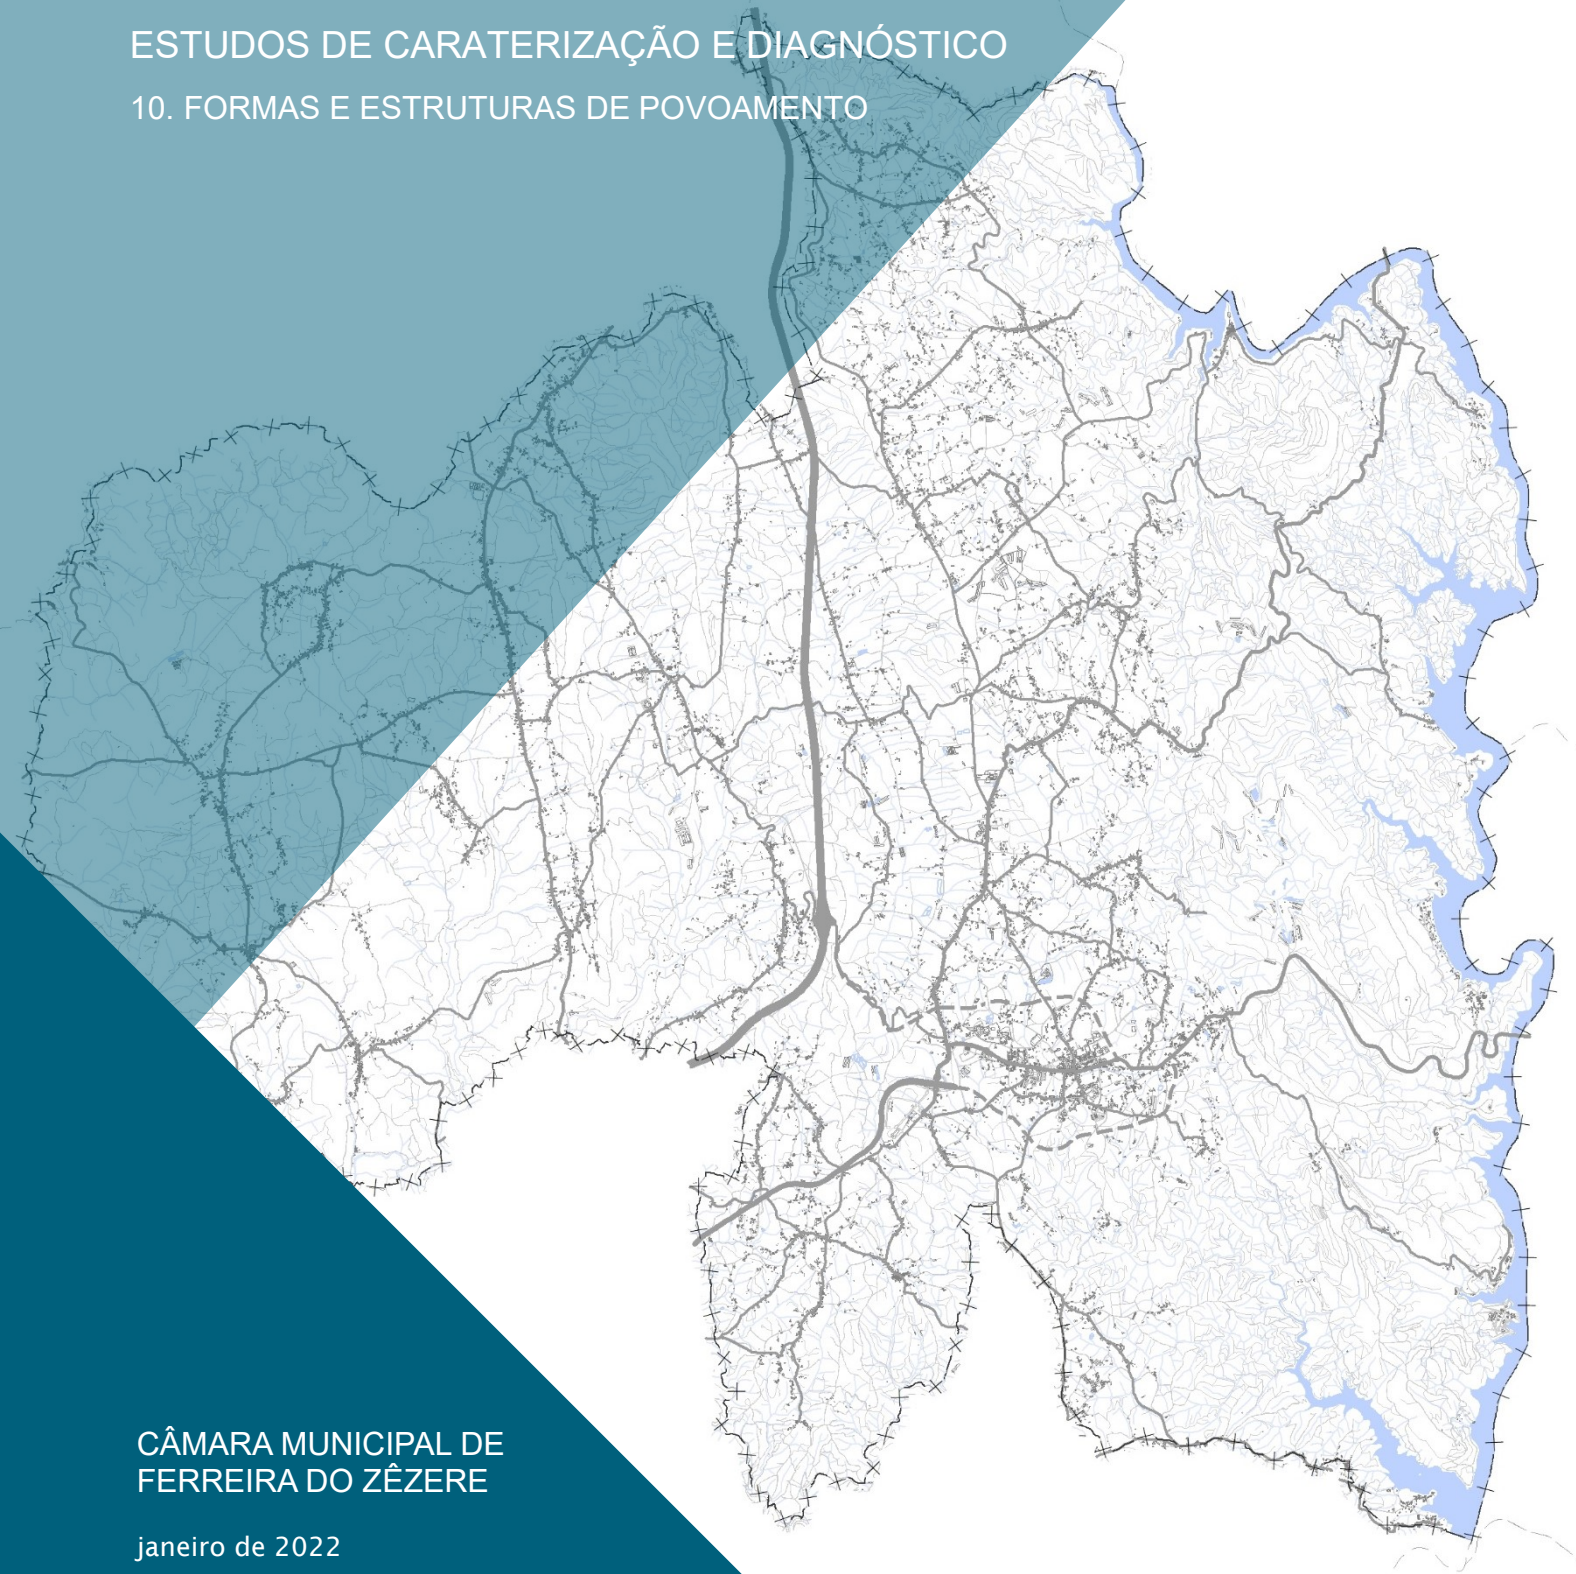 ESTUDOS DE CARATERIZAÇÃO E DIAGNÓSTICO
10. FORMAS E ESTRUTURAS DE POVOAMENTO
CÂMARA MUNICIPAL DE
FERREIRA DO ZÊZERE
janeiro de 2022